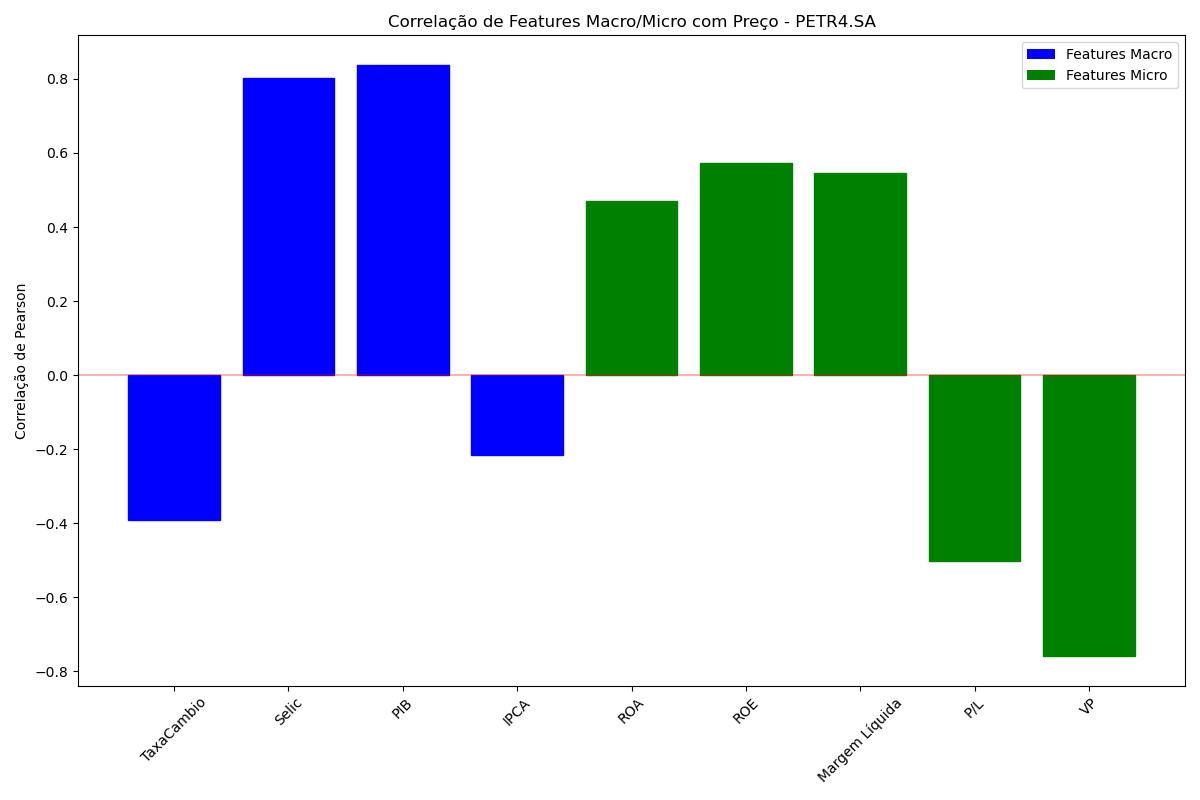 Correlação de Features Macro/Micro com Preço - PETR4.SA
Features Macro
Features Micro
Correlação de Pearson
0.8
0.6
0.4
0.2
0.0
−0.2
−0.4
−0.6
−0.8
TaxaCambio
Selic
PIB
IPCA
ROA
ROE
Margem Líquida
P/L
VP